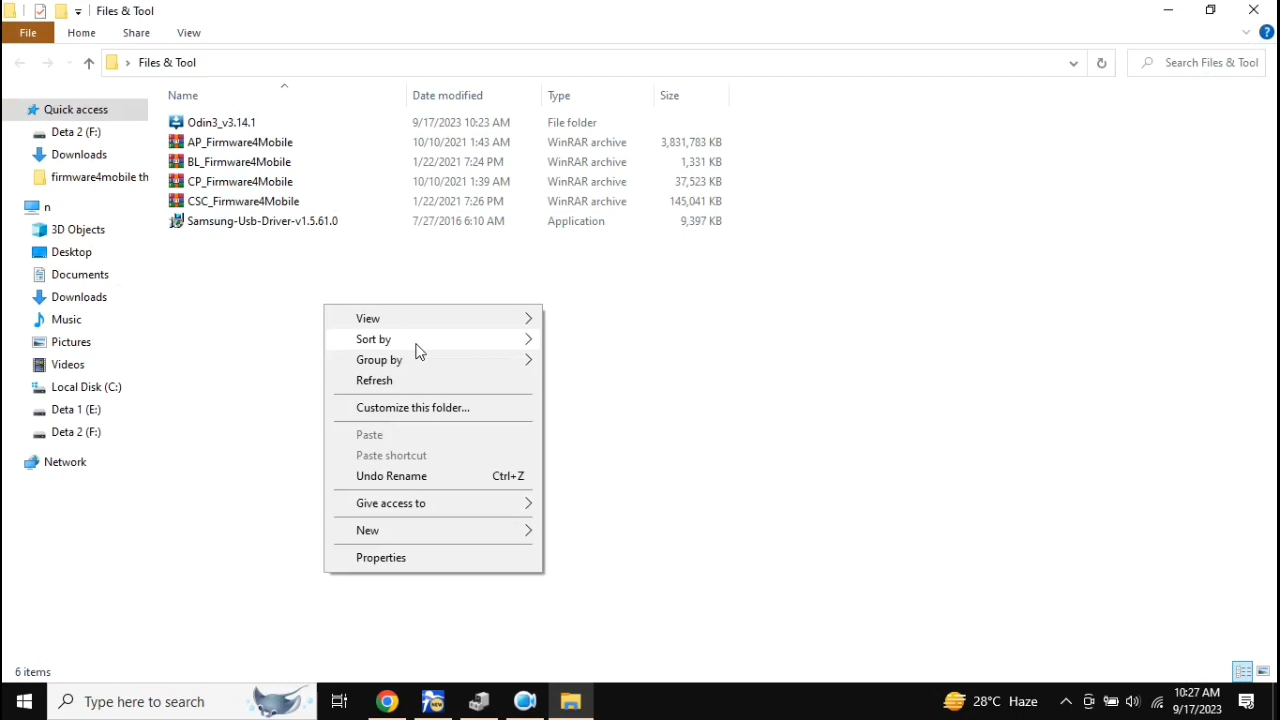 Files & Tool
File Home Share View
Files & Tool
Search Files & Tool
Name Date modified Type Size
Odin3_v3.14.1 9/17/2023 10:23 AM File folder
AP_Firmware4Mobile 10/10/2021 1:43 AM WinRAR archive 3,831,783 KB
BL_Firmware4Mobile 1/22/2021 7:24 PM WinRAR archive 1,331 KB
CP_Firmware4Mobile 10/10/2021 1:39 AM WinRAR archive 37,523 KB
CSC_Firmware4Mobile 1/22/2021 7:26 PM WinRAR archive 145,041 KB
Samsung-Usb-Driver-v1.5.61.0 7/27/2016 6:10 AM Application 9,397 KB
Quick access
Deta 2 (F:)
Downloads
firmware4mobile th
n
3D Objects
Desktop
Documents
Downloads
Music
Pictures
Videos
Local Disk (C:)
Deta 1 (E:)
Deta 2 (F:)
Network
View
Sort by
Group by
Refresh
Customize this folder...
Paste
Paste shortcut
Undo Rename Ctrl+Z
Give access to
New
Properties
6 items
Type here to search
NEW
28°C Haze
10:27 AM
9/17/2023